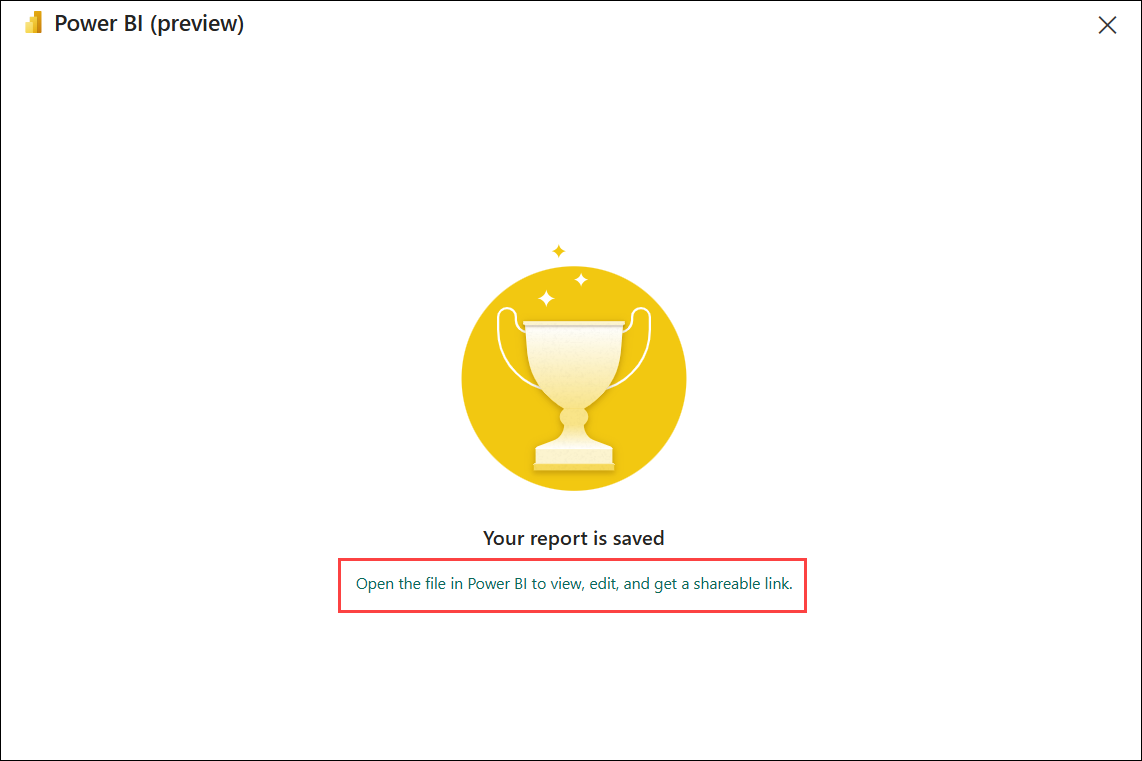 Power BI (preview)
Your report is saved
Open the file in Power BI to view, edit, and get a shareable link.